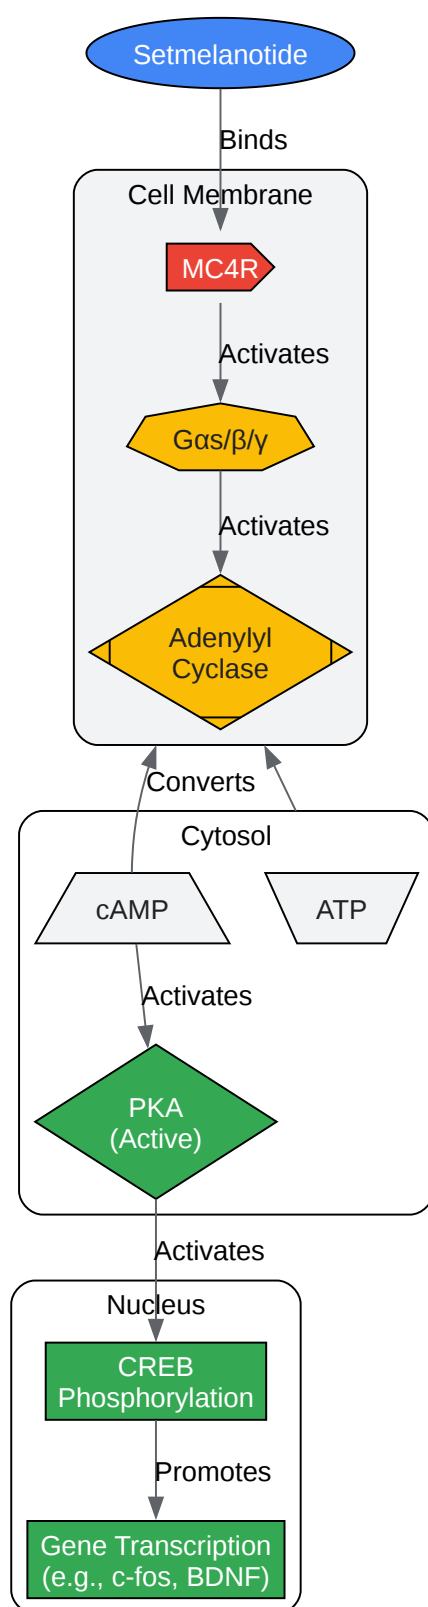 Setmelanotide
Binds
Cell Membrane
MC4R
Activates
Gαs/β/γ
Activates
Adenylyl
Cyclase
Converts
Cytosol
cAMP
ATP
Activates
PKA
(Active)
Activates
Nucleus
CREB
Phosphorylation
Promotes
Gene Transcription
(e.g., c-fos, BDNF)